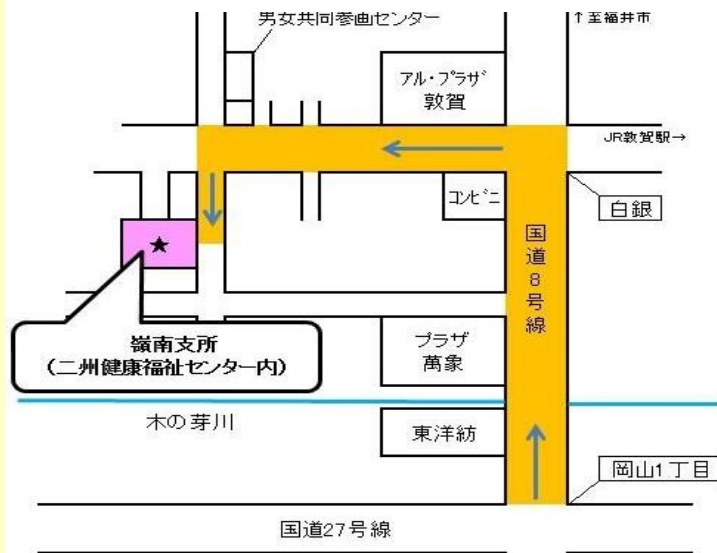 男女共同参画センター
↑至福井市
アル・プラザ
敦賀
JR敦賀駅→
コンビニ
白銀
国道8号線
★
嶺南支所
（二州健康福祉センター内）
プラザ
萬象
木の芽川
東洋紡
岡山1丁目
国道27号線